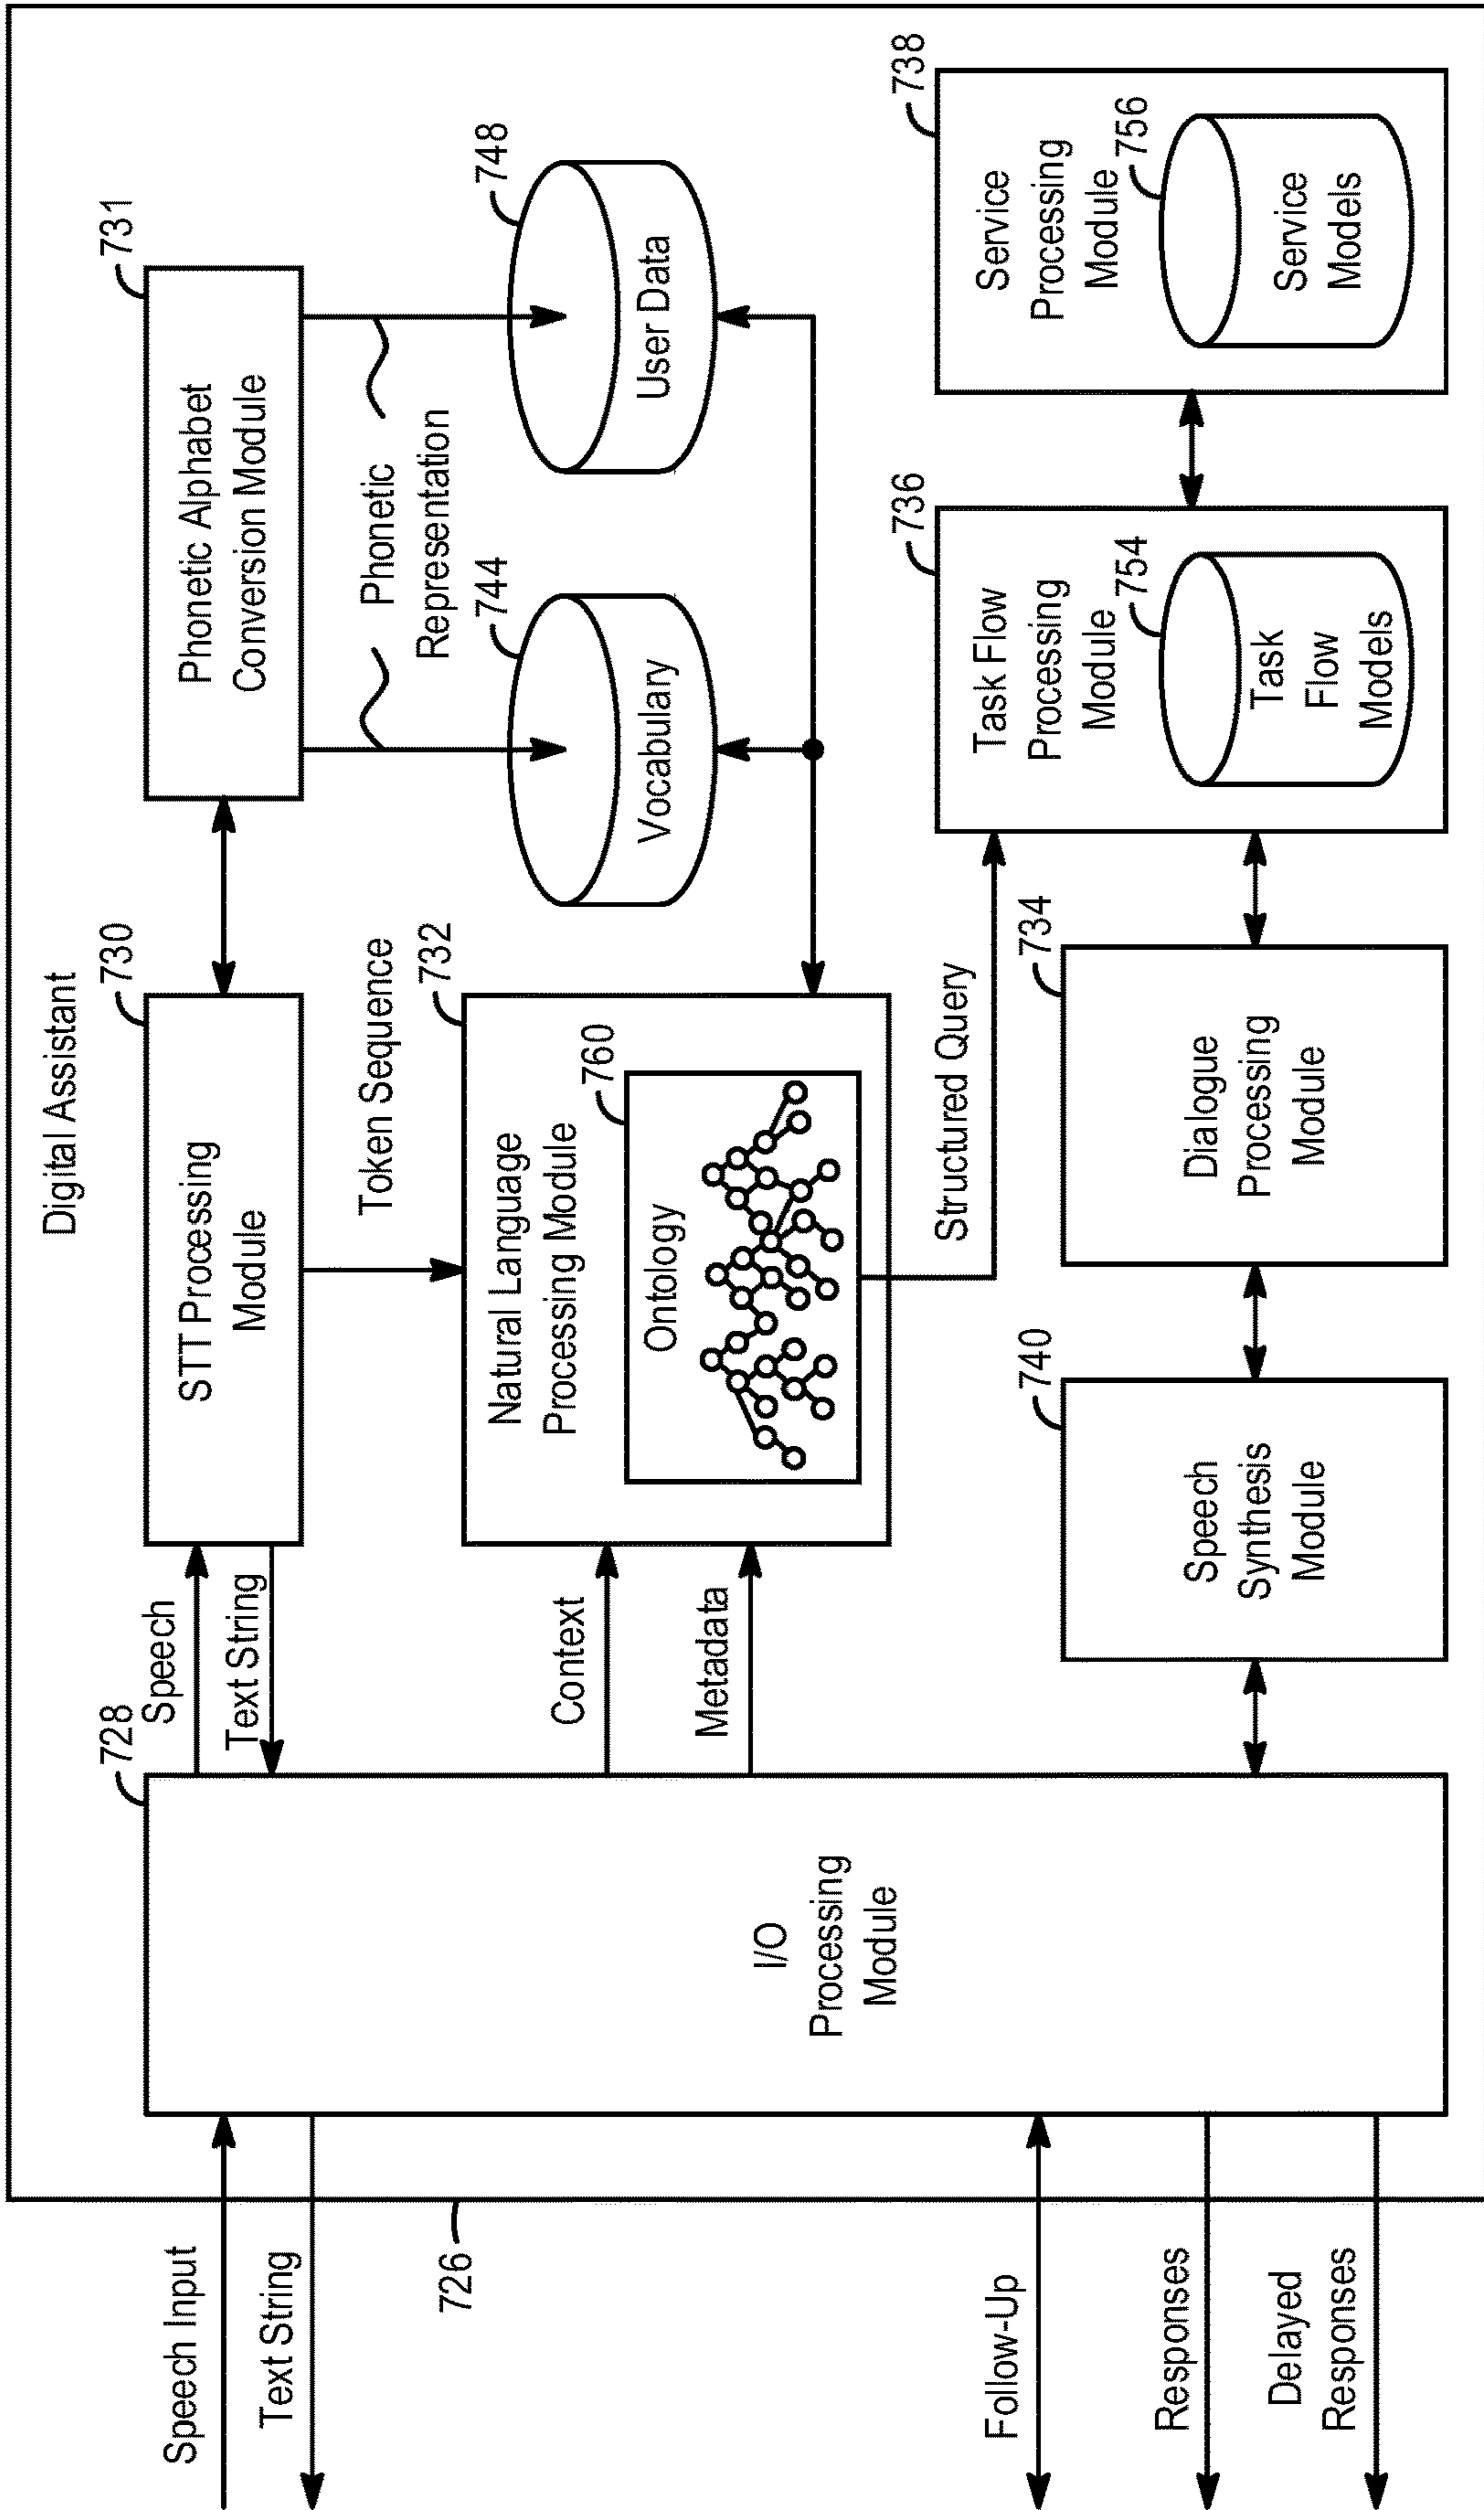 Digital Assistant
Speech Input
Text String
726
728
I/O
Processing
Module
Speech
Text String
730
STT Processing
Module
731
Phonetic Alphabet
Conversion Module
Phonetic
Representation
Token Sequence
Context
Metadata
732
Natural Language
Processing Module
760
Ontology
744
Vocabulary
748
User Data
Structured Query
Follow-Up
Responses
Delayed
Responses
740
Speech
Synthesis
Module
734
Dialogue
Processing
Module
736
Task Flow
Processing
Module
754
Task
Flow
Models
738
Service
Processing
Module
756
Service
Models